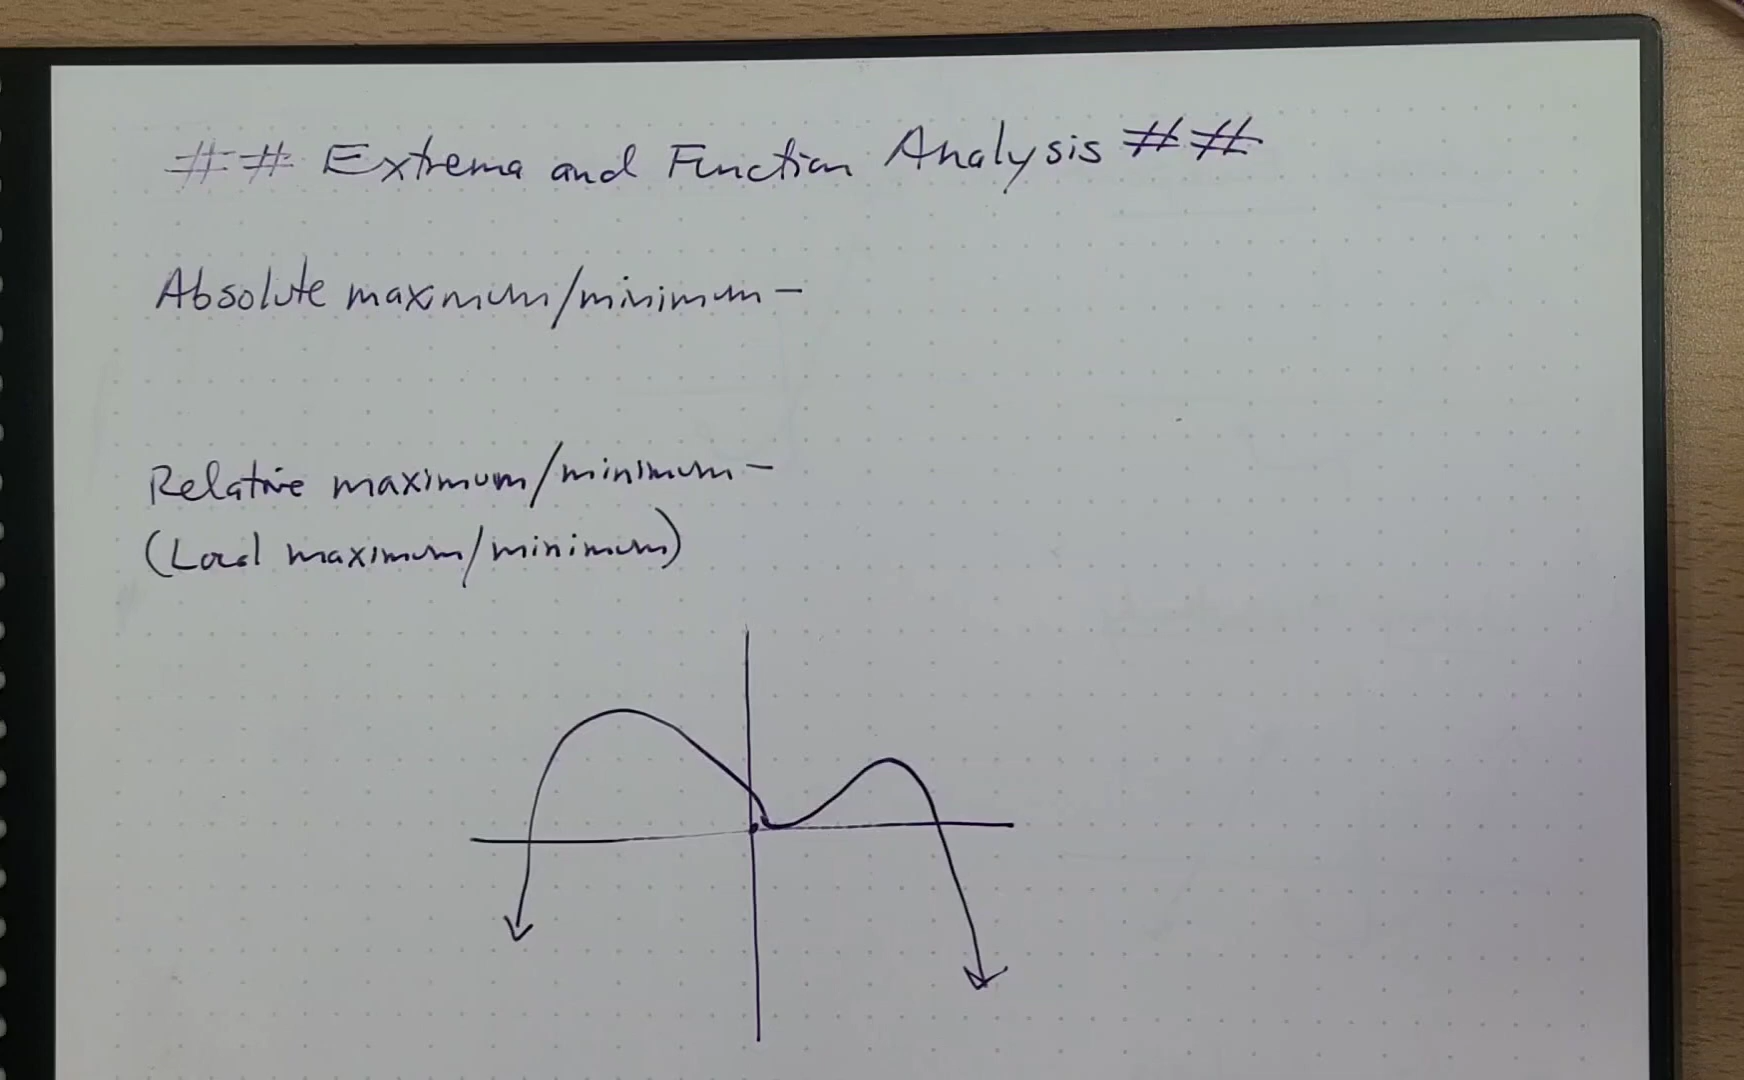 ## Extrema and Function Analysis ##
Absolute maximum/minimum -
Relative maximum/minimum -
(Local maximum/minimum)